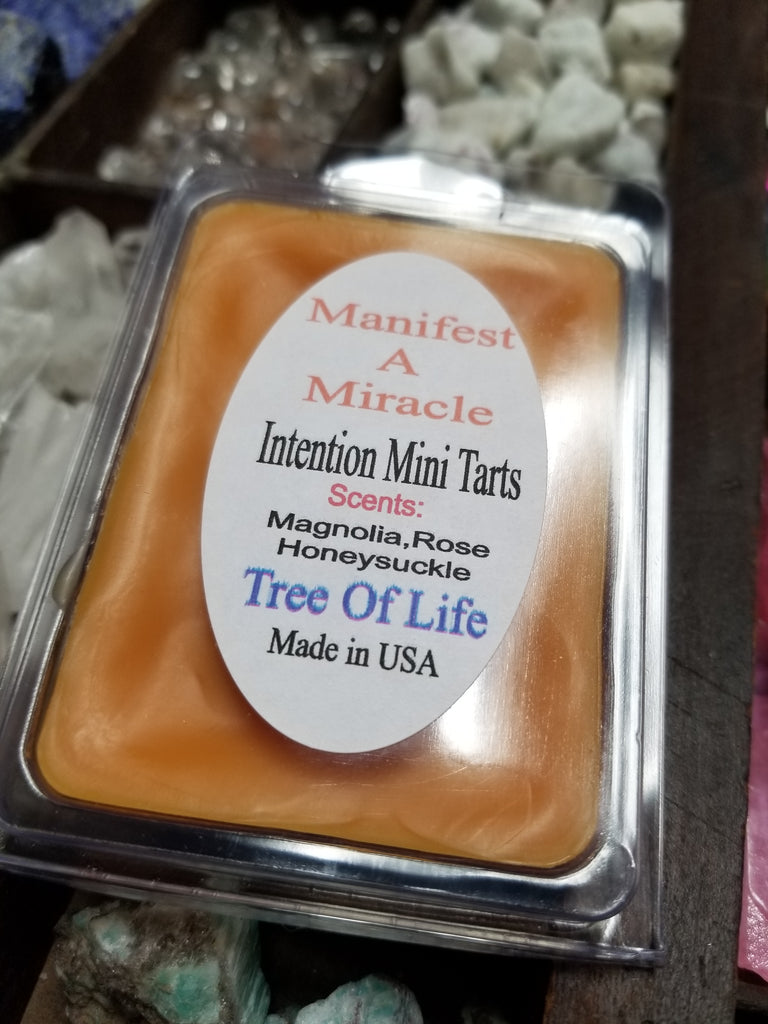 Manifest
A
Miracle
Intention Mini Tarts
Scents:
Magnolia,Rose
Honeysuckle
Tree Of Life
Made in USA